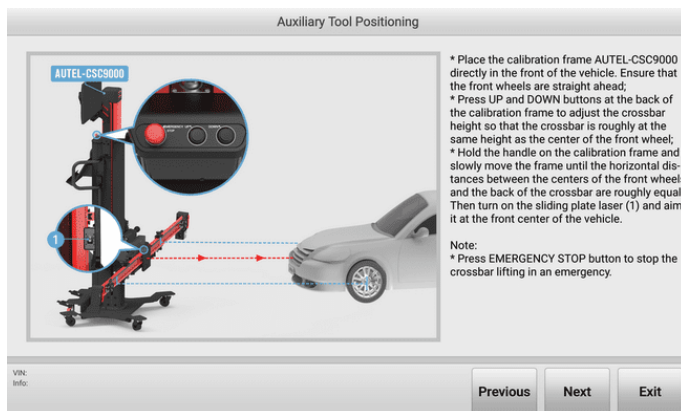 Auxiliary Tool Positioning
AUTEL-CSC9000
EMERGENCY STOP
UP
DOWN
1
* Place the calibration frame AUTEL-CSC9000
directly in the front of the vehicle. Ensure that
the front wheels are straight ahead;
* Press UP and DOWN buttons at the back of
the calibration frame to adjust the crossbar
height so that the crossbar is roughly at the
same height as the center of the front wheel;
* Hold the handle on the calibration frame and
slowly move the frame until the horizontal dis-
tances between the centers of the front wheels
and the back of the crossbar are roughly equal.
Then turn on the sliding plate laser (1) and aim
it at the front center of the vehicle.
Note:
* Press EMERGENCY STOP button to stop the
crossbar lifting in an emergency.
VIN:
Info:
Previous
Next
Exit